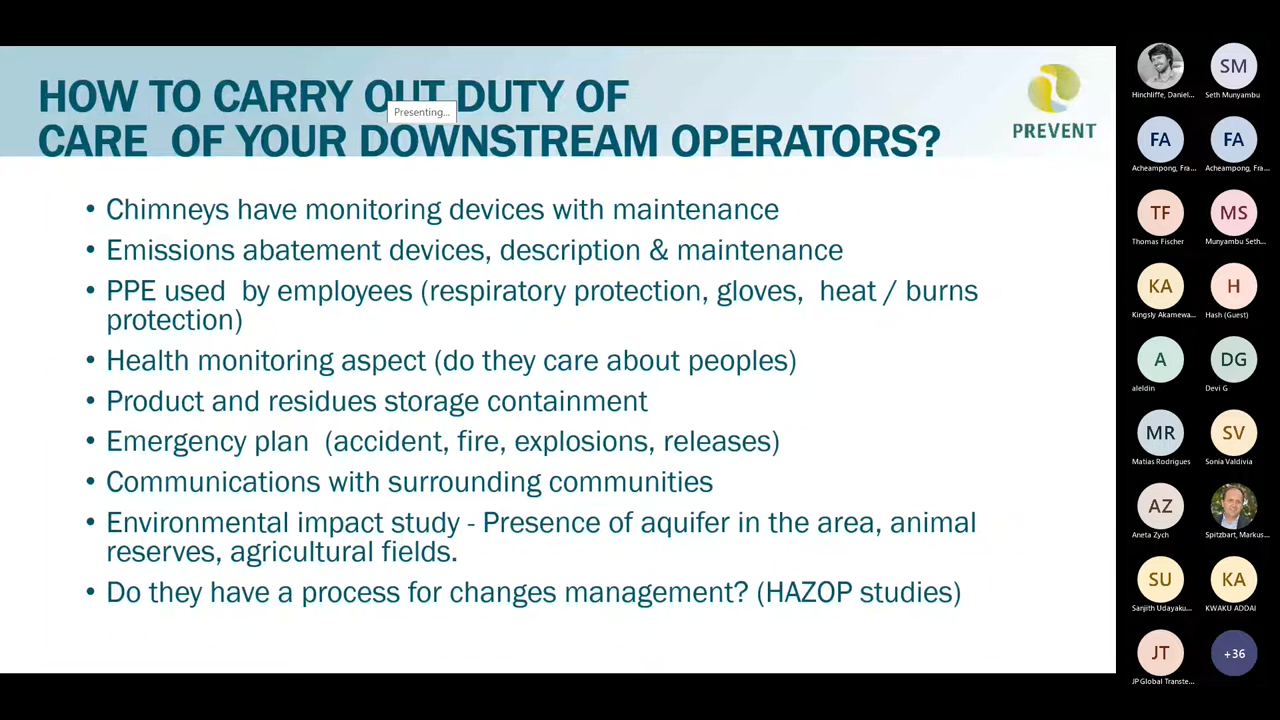 HOW TO CARRY OUT DUTY OF
CARE  OF YOUR DOWNSTREAM OPERATORS?
Presenting...
PREVENT
• Chimneys have monitoring devices with maintenance
• Emissions abatement devices, description & maintenance
• PPE used  by employees (respiratory protection, gloves,  heat / burns
protection)
• Health monitoring aspect (do they care about peoples)
• Product and residues storage containment
• Emergency plan  (accident, fire, explosions, releases)
• Communications with surrounding communities
• Environmental impact study - Presence of aquifer in the area, animal
reserves, agricultural fields.
• Do they have a process for changes management? (HAZOP studies)
SM
Hinchliffe, Daniel...
Seth Munyambu
FA
FA
Acheampong, Fra...
Acheampong, Fra...
TF
MS
Thomas Fischer
Munyambu Seth...
KA
H
Kingsly Akamewa...
Hash (Guest)
A
DG
aleldin
Devi G
MR
SV
Matias Rodrigues
Sonia Valdivia
AZ
Aneta Zych
Spitzbart, Markus...
SU
KA
Sanjith Udayaku...
KWAKU ADDAI
JT
+36
JP Global Transte...